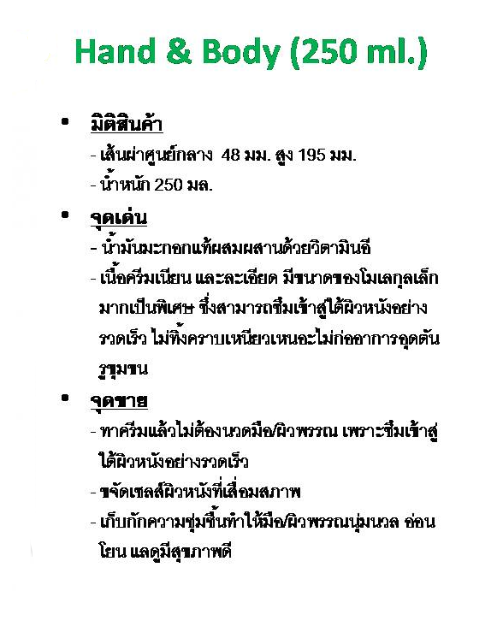 Hand & Body (250 ml.)
• มิติสินค้า
- เส้นผ่าศูนย์กลาง 48 มม. สูง 195 มม.
- น้ำหนัก 250 มล.
• จุดเด่น
- น้ำมันมะกอกแท้ผสมผสานด้วยวิตามินอี
- เนื้อครีมเนียน และละเอียด มีขนาดของโมเลกุลเล็ก
มากเป็นพิเศษ ซึ่งสามารถซึมเข้าสู่ใต้ผิวหนังอย่าง
รวดเร็ว ไม่ทิ้งคราบเหนียวเหนอะไม่ก่ออาการอุดตัน
รูขุมขน
• จุดขาย
- ทาครีมแล้วไม่ต้องนวดมือ/ผิวพรรณ เพราะซึมเข้าสู่
ใต้ผิวหนังอย่างรวดเร็ว
- ขจัดเซลล์ผิวหนังที่เสื่อมสภาพ
- เก็บกักความชุ่มชื้นทำให้มือ/ผิวพรรณนุ่มนวล อ่อน
โยน แลดูมีสุขภาพดี